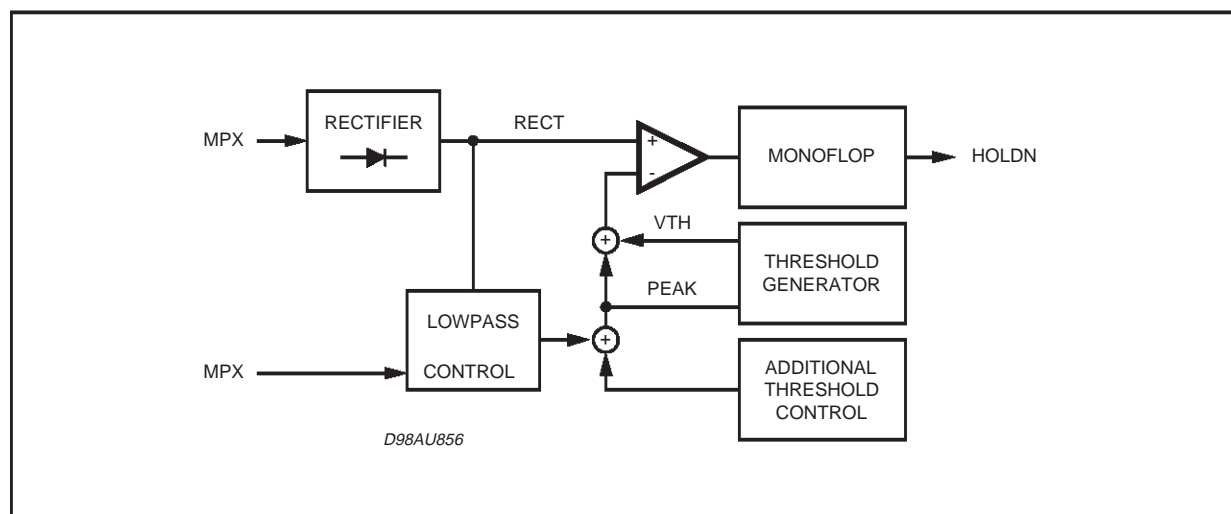 MPX
RECTIFIER
RECT
+
-
MONOFLOP
HOLDN
VTH
+
THRESHOLD
GENERATOR
PEAK
LOWPASS
CONTROL
+
MPX
ADDITIONAL
THRESHOLD
CONTROL
D98AU856